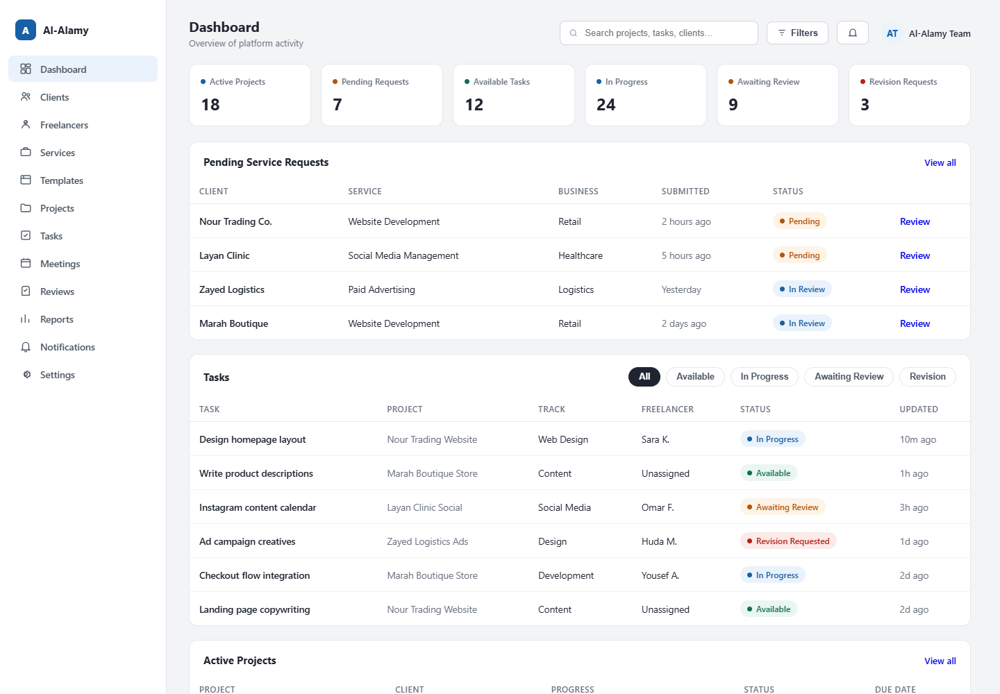 A Al-Alamy
Dashboard
Clients
Freelancers
Services
Templates
Projects
Tasks
Meetings
Reviews
Reports
Notifications
Settings
Dashboard
Overview of platform activity
Search projects, tasks, clients...
Filters
AT Al-Alamy Team
Active Projects
18
Pending Requests
7
Available Tasks
12
In Progress
24
Awaiting Review
9
Revision Requests
3
Pending Service Requests View all
CLIENT SERVICE BUSINESS SUBMITTED STATUS
Nour Trading Co. Website Development Retail 2 hours ago Pending Review
Layan Clinic Social Media Management Healthcare 5 hours ago Pending Review
Zayed Logistics Paid Advertising Logistics Yesterday In Review Review
Marah Boutique Website Development Retail 2 days ago In Review Review
Tasks All Available In Progress Awaiting Review Revision
TASK PROJECT TRACK FREELANCER STATUS UPDATED
Design homepage layout Nour Trading Website Web Design Sara K. In Progress 10m ago
Write product descriptions Marah Boutique Store Content Unassigned Available 1h ago
Instagram content calendar Layan Clinic Social Social Media Omar F. Awaiting Review 3h ago
Ad campaign creatives Zayed Logistics Ads Design Huda M. Revision Requested 1d ago
Checkout flow integration Marah Boutique Store Development Yousef A. In Progress 2d ago
Landing page copywriting Nour Trading Website Content Unassigned Available 2d ago
Active Projects View all
PROJECT CLIENT PROGRESS STATUS DUE DATE